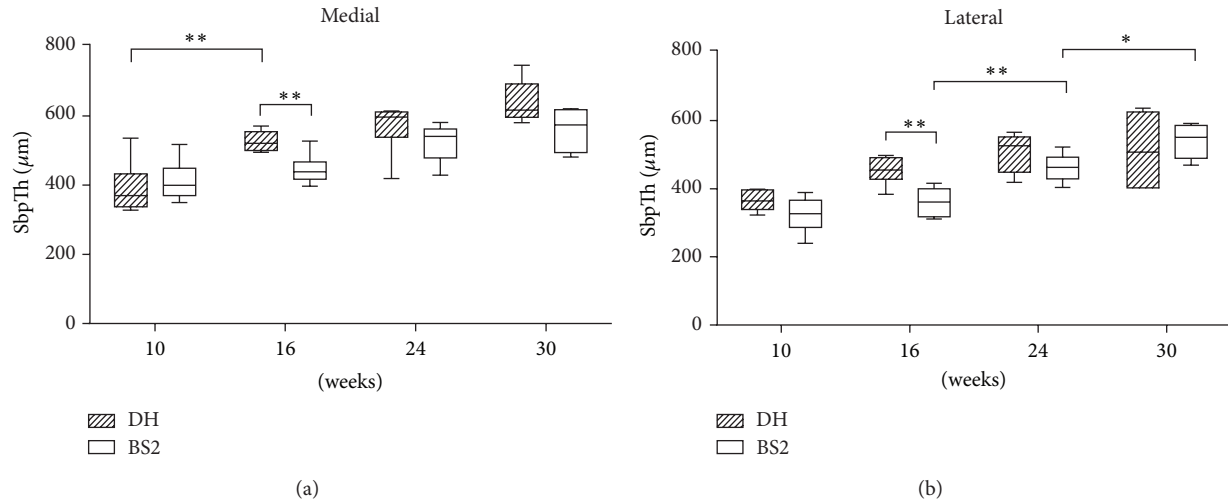 Medial
800
600
400
200
0
SbpTh (μm)
**
**
10 16 24 30
(weeks)
DH
BS2
(a)
Lateral
800
600
400
200
0
SbpTh (μm)
*
**
**
10 16 24 30
(weeks)
DH
BS2
(b)